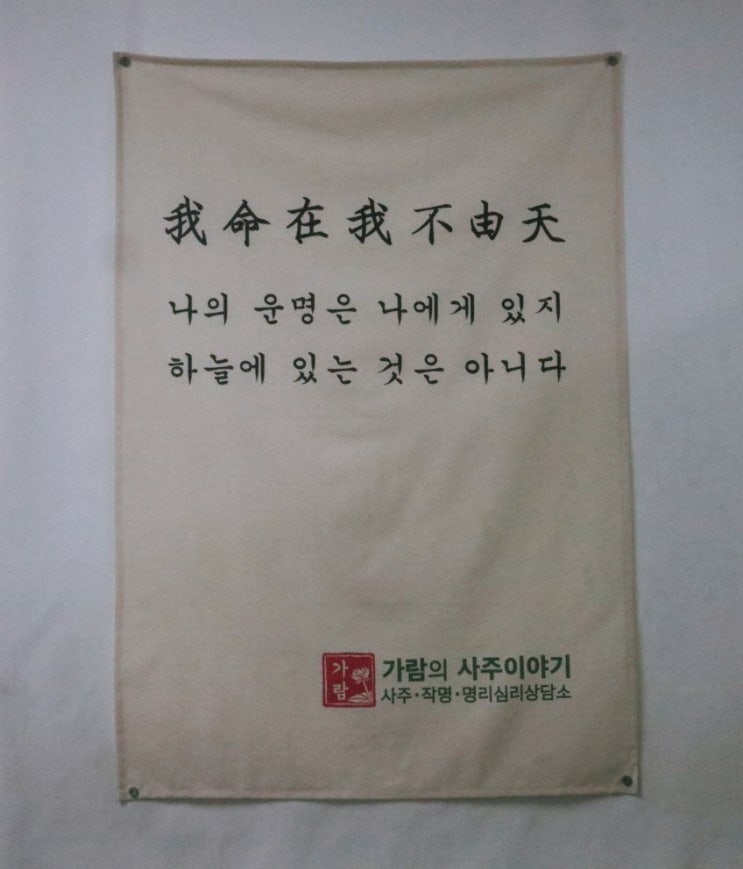 我命在我不由天
나의 운명은 나에게 있지
하늘에 있는 것은 아니다
가람
가람의 사주이야기
사주·작명·명리심리상담소